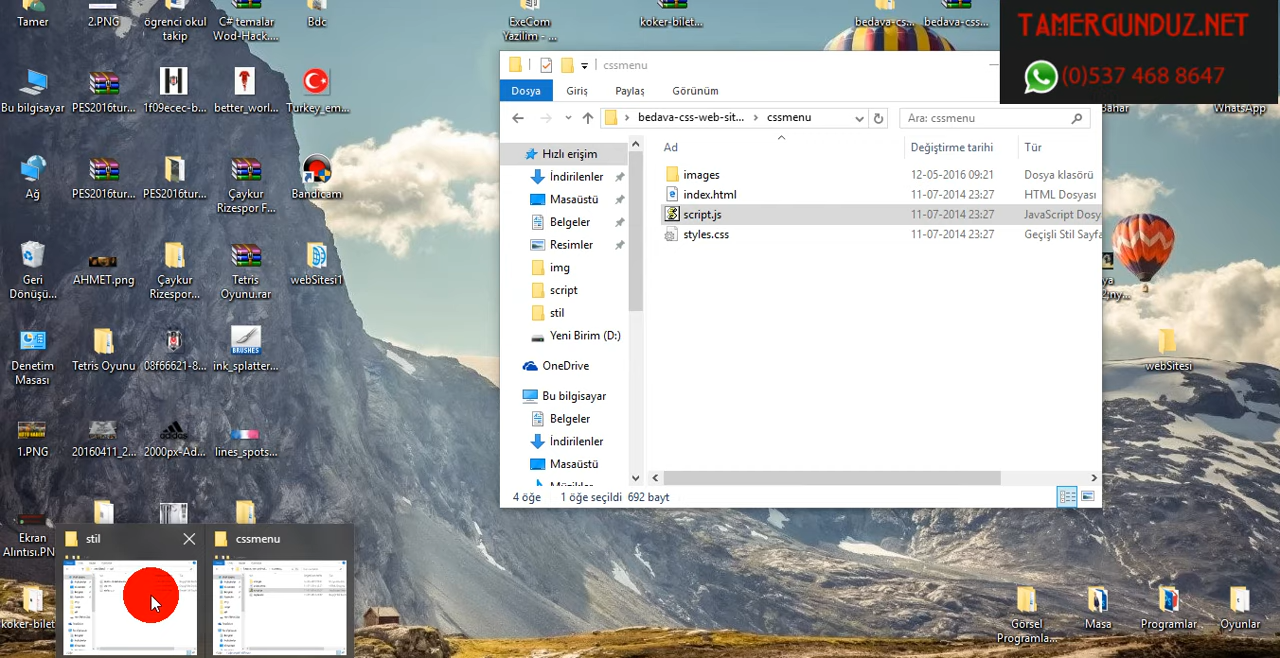 Tamer
2.PNG
öğrenci okul
takip
C# temalar
Wod-Hack....
Bdc
ExeCom
Yazilim - ...
koker-bilet...
bedava-cs...
bedava-css...
TAMERGUNDUZ.NET
(0)537 468 8647
Bahar
WhatsApp
Bu bilgisayar
PES2016tur...
1f09ecec-b...
better_worl...
Turkey_em...
Ağ
PES2016tur...
PES2016tur...
Çaykur
Rizespor F...
Bandicam
Geri
Dönüşü...
AHMET.png
Çaykur
Rizespor...
Tetris
Oyunu.rar
webSitesi1
Denetim
Masası
Tetris Oyunu
08f66621-8...
ink_splatter...
BRUSHES
1.PNG
20160411_2...
2000px-Ad...
lines_spots...
Ekran
Alıntısı.PN
koker-bilet
cssmenu
Dosya
Giriş
Paylaş
Görünüm
bedava-css-web-sit...
cssmenu
Ara: cssmenu
Hızlı erişim
İndirilenler
Masaüstü
Belgeler
Resimler
img
script
stil
Yeni Birim (D:)
OneDrive
Bu bilgisayar
Belgeler
İndirilenler
Masaüstü
Ad
Değiştirme tarihi
Tür
images
12-05-2016 09:21
Dosya klasörü
index.html
11-07-2014 23:27
HTML Dosyası
script.js
11-07-2014 23:27
JavaScript Dosy
styles.css
11-07-2014 23:27
Geçişli Stil Sayfa
4 öğe
1 öğe seçildi
692 bayt
webSitesi
stil
cssmenu
Görsel
Programla...
Masa
Programlar
Oyunlar